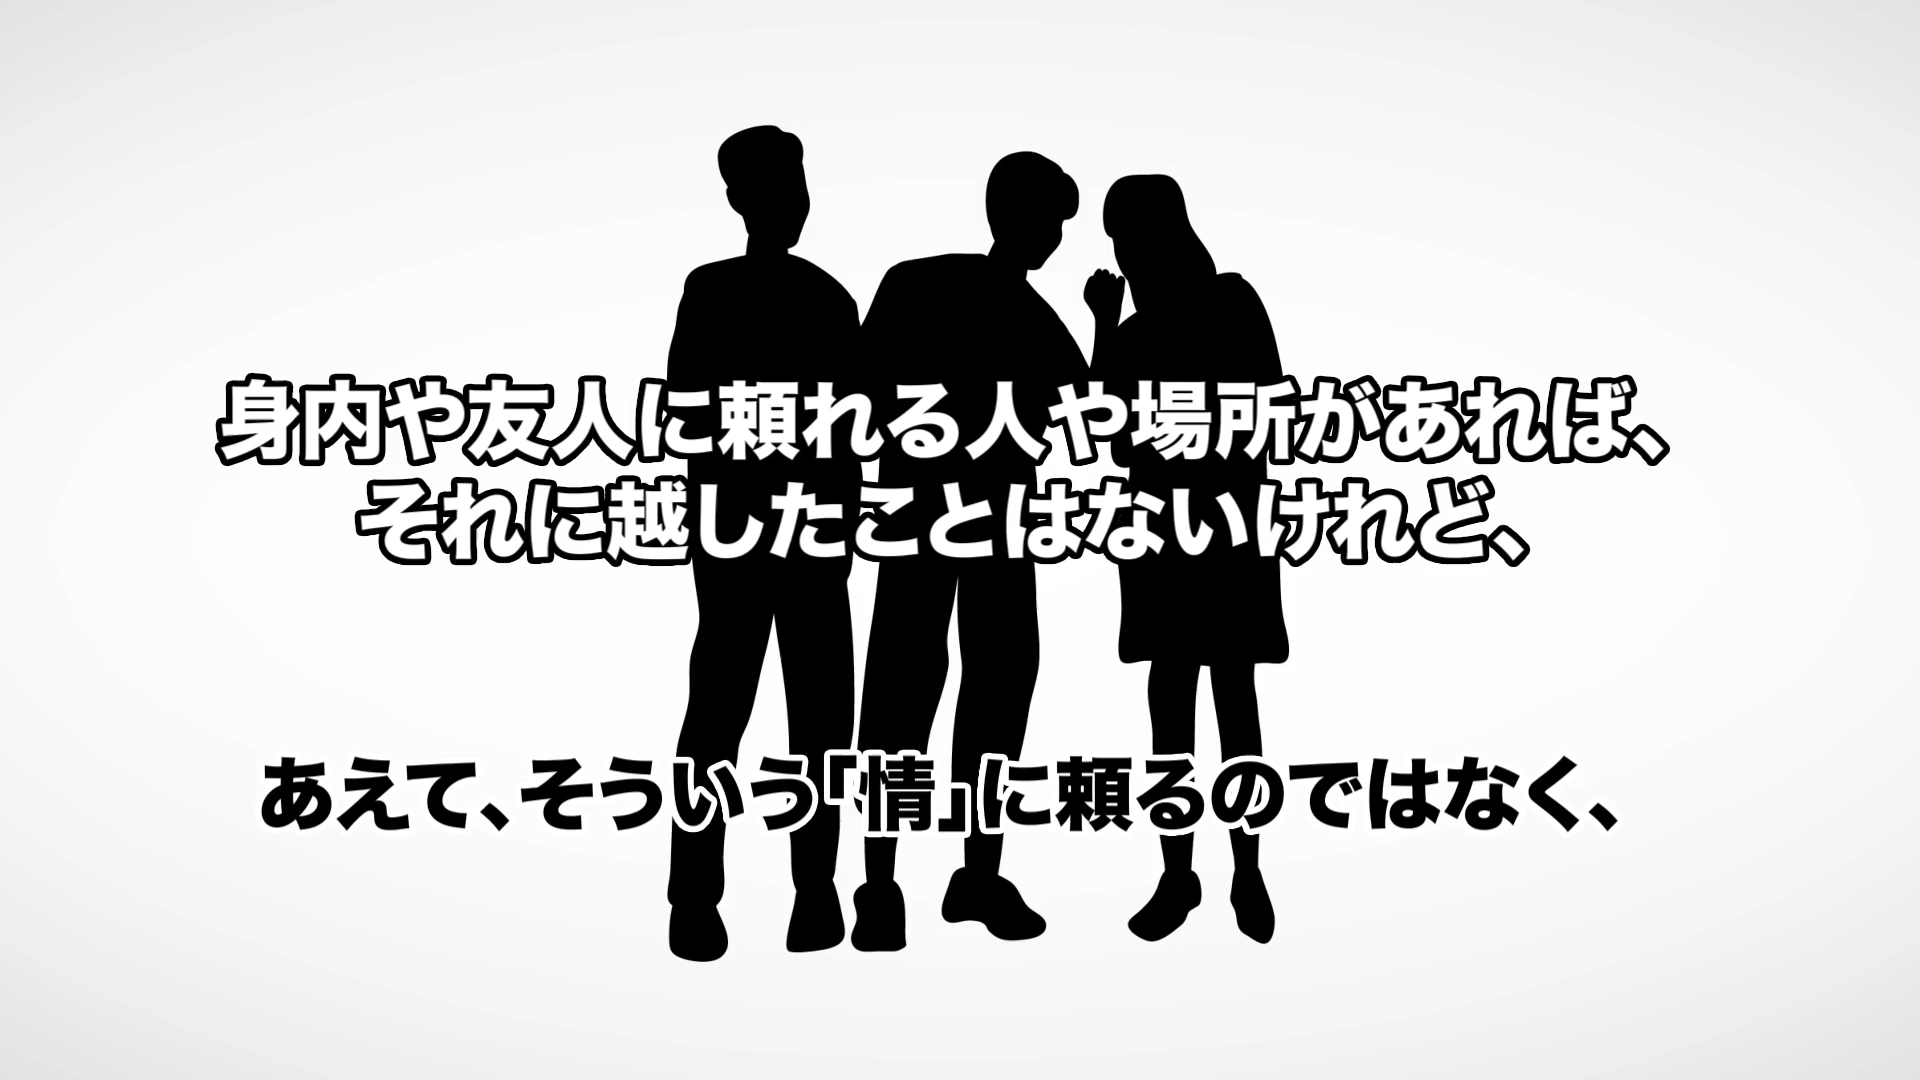 身内や友人に頼れる人や場所があれば、
それに越したことはないけれど、
あえて、そういう「情」に頼るのではなく、